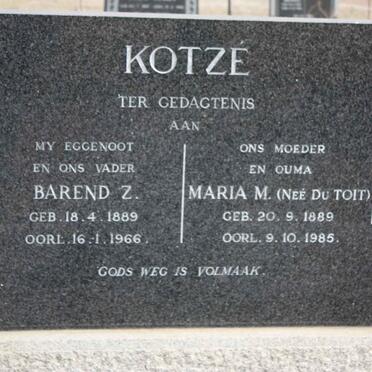 KOTZÉ
TER GEDAGTENIS
AAN
MY EGGENOOT
EN ONS VADER
BAREND Z.
GEB. 18.4.1889
OORL. 16.1.1966.
ONS MOEDER
EN OUMA
MARIA M. (NEÉ DU TOIT)
GEB. 20.9.1889
OORL. 9.10.1985.
GODS WEG IS VOLMAAK.